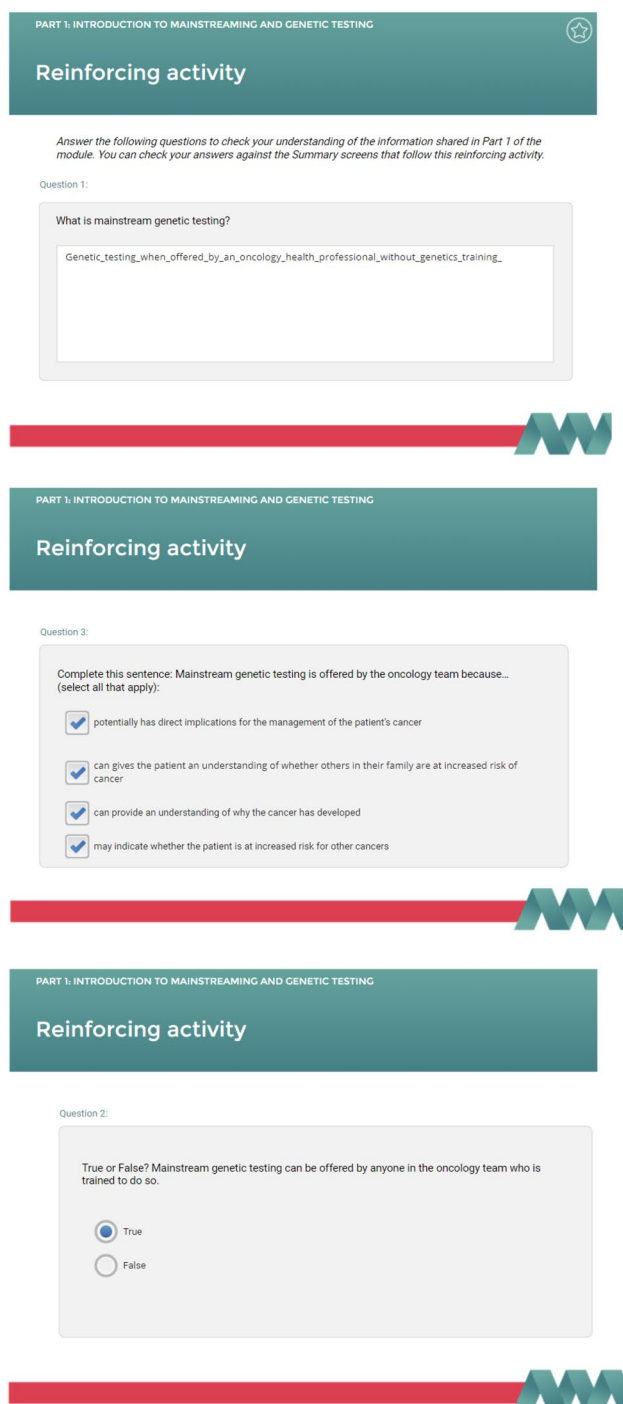 PART 1: INTRODUCTION TO MAINSTREAMING AND GENETIC TESTING
Reinforcing activity
Answer the following questions to check your understanding of the information shared in Part 1 of the
module. You can check your answers against the Summary screens that follow this reinforcing activity.
Question 1:
What is mainstream genetic testing?
Genetic_testing_when_offered_by_an_oncology_health_professional_without_genetics_training_
PART 1: INTRODUCTION TO MAINSTREAMING AND GENETIC TESTING
Reinforcing activity
Question 3:
Complete this sentence: Mainstream genetic testing is offered by the oncology team because...
(select all that apply):
potentially has direct implications for the management of the patient's cancer
can gives the patient an understanding of whether others in their family are at increased risk of
cancer
can provide an understanding of why the cancer has developed
may indicate whether the patient is at increased risk for other cancers
PART 1: INTRODUCTION TO MAINSTREAMING AND GENETIC TESTING
Reinforcing activity
Question 2:
True or False? Mainstream genetic testing can be offered by anyone in the oncology team who is
trained to do so.
True
False